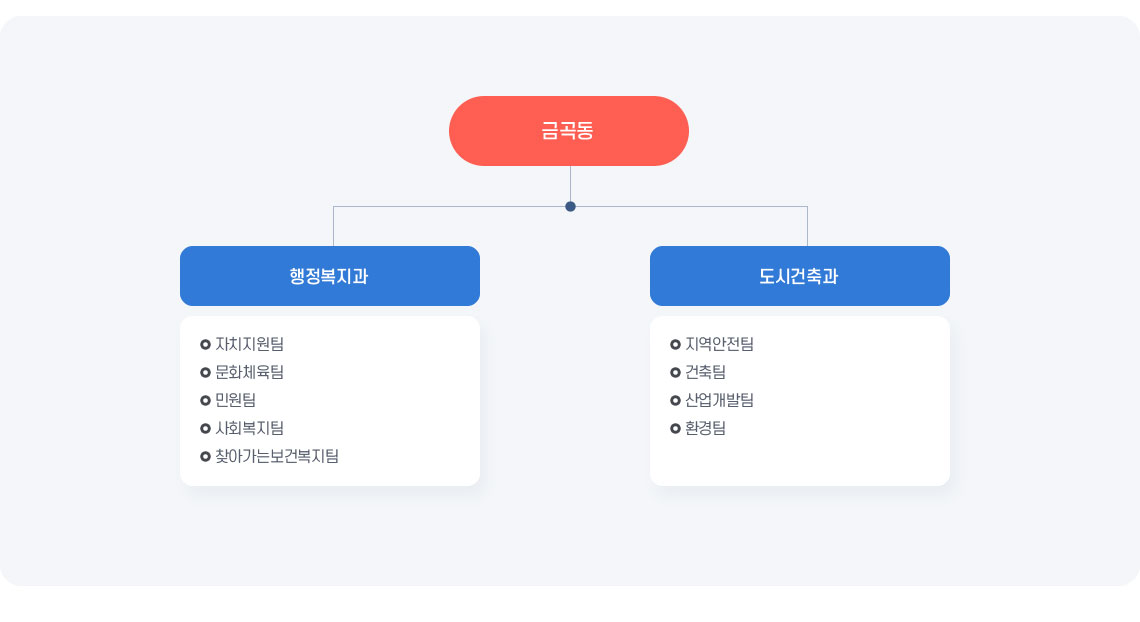 금곡동
행정복지과
자치지원팀
문화체육팀
민원팀
사회복지팀
찾아가는보건복지팀
도시건축과
지역안전팀
건축팀
산업개발팀
환경팀